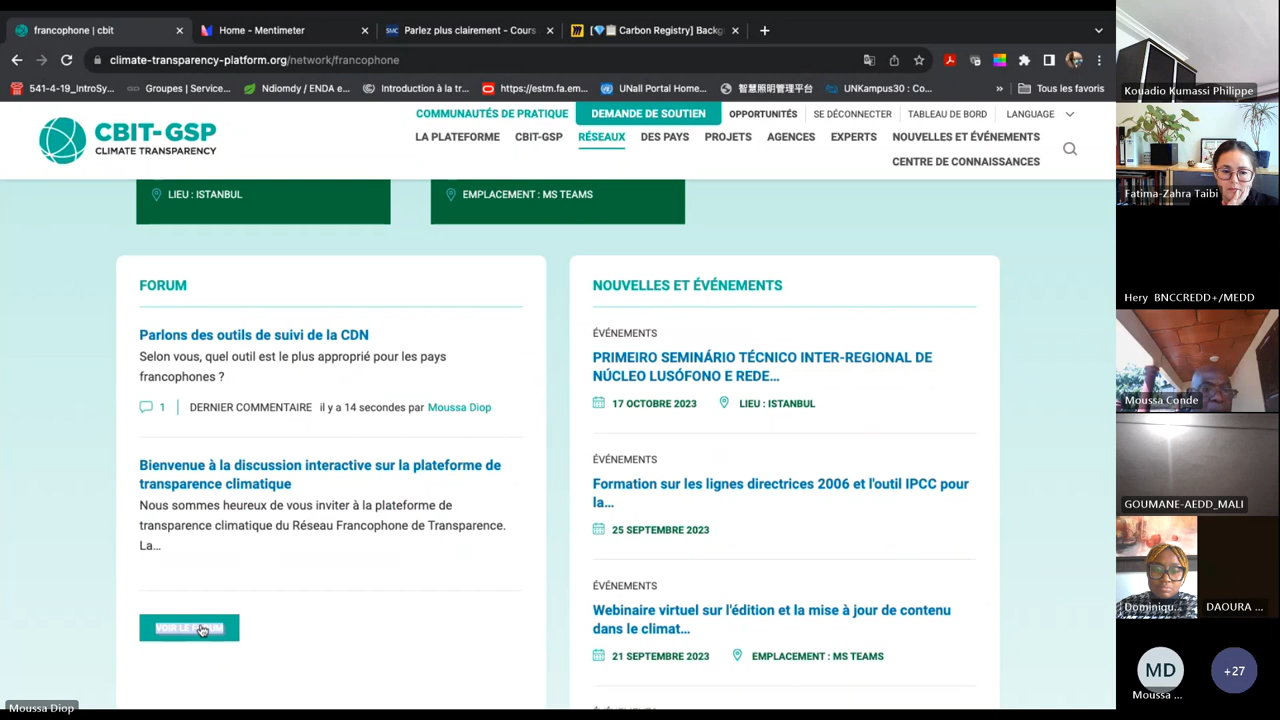 francophone | cbit
Home - Mentimeter
Parlez plus clairement - Cours
[💎📋 Carbon Registry] Backg
climate-transparency-platform.org/network/francophone
541-4-19_IntroSy...
Groupes | Service...
Ndiomdy / ENDA e...
Introduction à la tr...
https://estm.fa.em...
UNall Portal Home...
智慧照明管理平台
UNKampus30 : Co...
»
Tous les favoris
COMMUNAUTÉS DE PRATIQUE
DEMANDE DE SOUTIEN
OPPORTUNITÉS
SE DÉCONNECTER
TABLEAU DE BORD
LANGUAGE
CBIT-GSP
CLIMATE TRANSPARENCY
LA PLATEFORME
CBIT-GSP
RÉSEAUX
DES PAYS
PROJETS
AGENCES
EXPERTS
NOUVELLES ET ÉVÉNEMENTS
CENTRE DE CONNAISSANCES
LIEU : ISTANBUL
EMPLACEMENT : MS TEAMS
FORUM
Parlons des outils de suivi de la CDN
Selon vous, quel outil est le plus approprié pour les pays
francophones ?
1
DERNIER COMMENTAIRE il y a 14 secondes par Moussa Diop
Bienvenue à la discussion interactive sur la plateforme de
transparence climatique
Nous sommes heureux de vous inviter à la plateforme de
transparence climatique du Réseau Francophone de Transparence.
La...
VOIR LE FORUM
NOUVELLES ET ÉVÉNEMENTS
ÉVÉNEMENTS
PRIMEIRO SEMINÁRIO TÉCNICO INTER-REGIONAL DE
NÚCLEO LUSÓFONO E REDE...
17 OCTOBRE 2023
LIEU : ISTANBUL
ÉVÉNEMENTS
Formation sur les lignes directrices 2006 et l'outil IPCC pour
la...
25 SEPTEMBRE 2023
ÉVÉNEMENTS
Webinaire virtuel sur l'édition et la mise à jour de contenu
dans le climat...
21 SEPTEMBRE 2023
EMPLACEMENT : MS TEAMS
Moussa Diop
Kouadio Kumassi Philippe
Fatima-Zahra Taibi
Hery BNCCREDD+/MEDD
Moussa Conde
GOUMANE-AEDD_MALI
Dominiqu...
DAOURA ...
MD
Moussa ...
+27